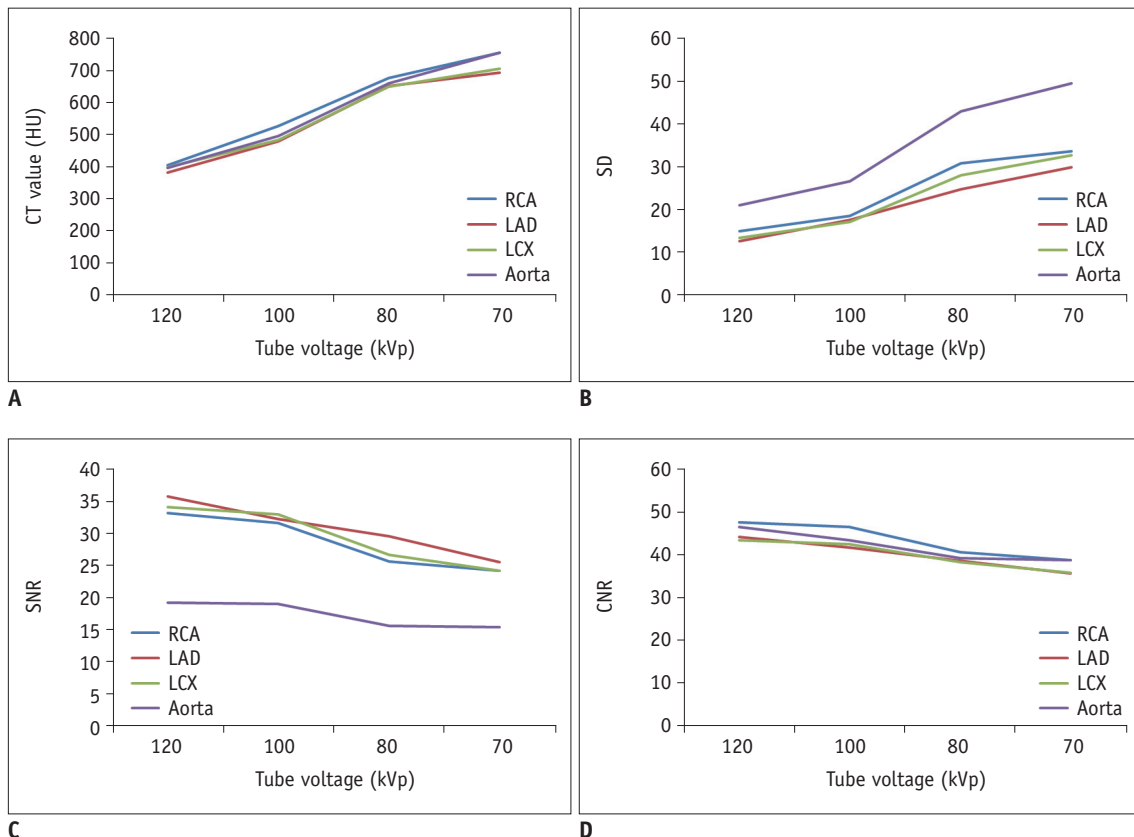 800
700
600
500
400
300
200
100
0
CT value (HU)
RCA
LAD
LCX
Aorta
120 100 80 70
Tube voltage (kVp)
A
60
50
40
30
20
10
0
SD
RCA
LAD
LCX
Aorta
120 100 80 70
Tube voltage (kVp)
B
40
35
30
25
20
15
10
5
0
SNR
RCA
LAD
LCX
Aorta
120 100 80 70
Tube voltage (kVp)
C
60
50
40
30
20
40
0
CNR
RCA
LAD
LCX
Aorta
120 100 80 70
Tube voltage (kVp)
D